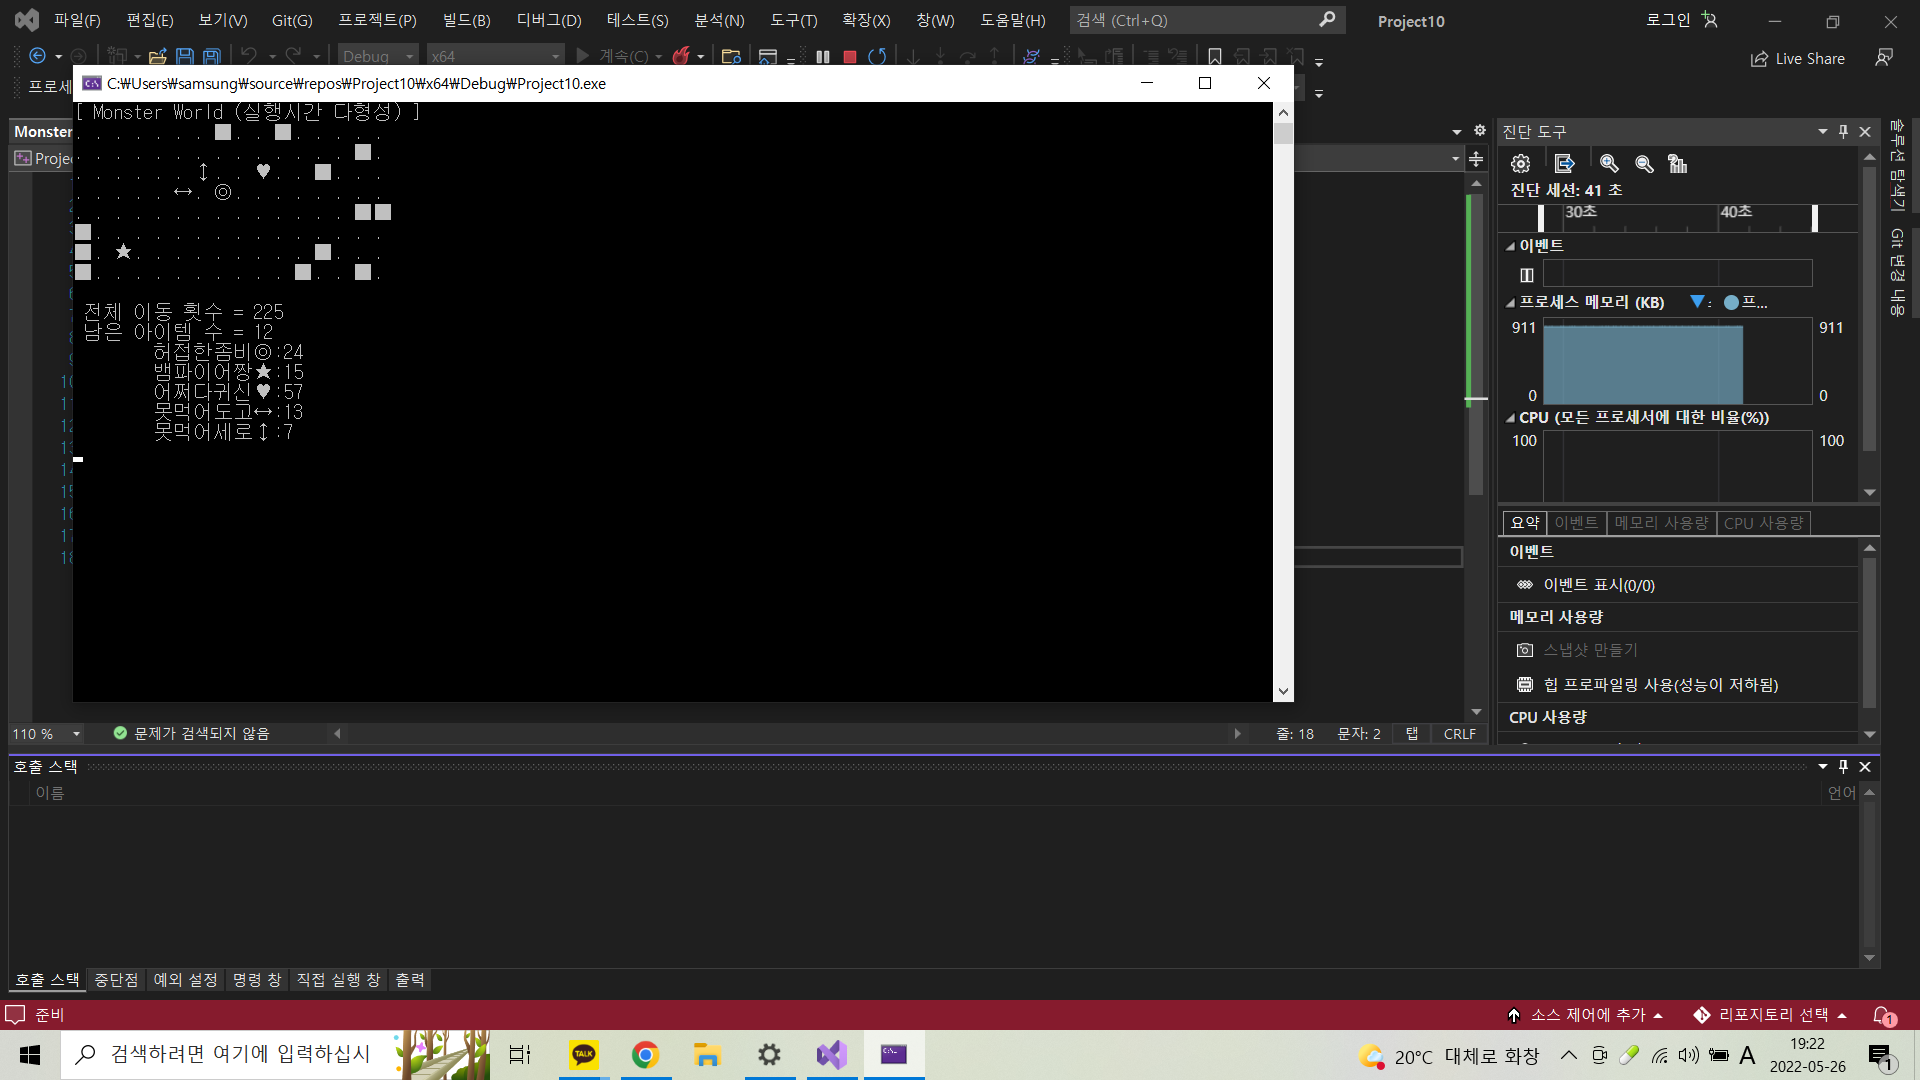 파일(F) 편집(E) 보기(V) Git(G) 프로젝트(P) 빌드(B) 디버그(D) 테스트(S) 분석(N) 도구(T) 확장(X) 창(W) 도움말(H) 검색 (Ctrl+Q) Project10 로그인
Debug x64 계속(C) Live Share
프로세
C:₩Users₩samsung₩source₩repos₩Project10₩x64₩Debug₩Project10.exe
[ Monster World (실행시간 다형성) ]
. . . . . . . ■ . . ■ . . . . .
. . . . . . . . . . . . . . ■ .
. . . . . . ↕ . . ♥ . . ■ . . .
. . . . . ↔ . ◎ . . . . . . . .
. . . . . . . . . . . . . . ■ ■
■ . . . . . . . . . . . . . . .
■ . ★ . . . . . . . . . ■ . . .
■ . . . . . . . . . . ■ . . ■ .
전체 이동 횟수 = 225
남은 아이템 수 = 12
허접한좀비◎:24
뱀파이어짱★:15
어쩌다귀신♥:57
못먹어도고↔:13
못먹어세로↕:7
Monster
Proje
110 %
문제가 검색되지 않음
줄: 18 문자: 2 탭 CRLF
진단 도구
진단 세션: 41 초
30초 40초
이벤트
프로세스 메모리 (KB) 프...
911 911
0 0
CPU (모든 프로세서에 대한 비율(%))
100 100
요약 이벤트 메모리 사용량 CPU 사용량
이벤트
이벤트 표시(0/0)
메모리 사용량
스냅샷 만들기
힙 프로파일링 사용(성능이 저하됨)
CPU 사용량
솔루션 탐색기
Git 변경 내용
호출 스택
이름 언어
호출 스택 중단점 예외 설정 명령 창 직접 실행 창 출력
준비 소스 제어에 추가 리포지토리 선택 1
검색하려면 여기에 입력하십시
TALK
20°C 대체로 화창 A
19:22
2022-05-26
1